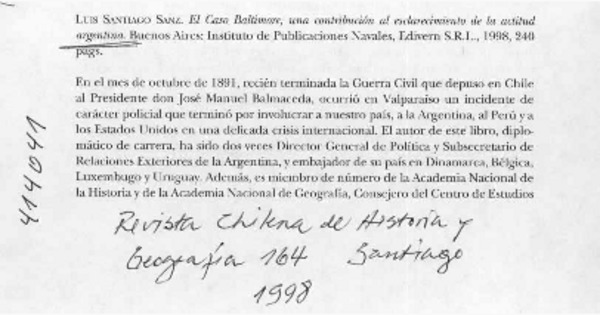 LUIS SANTIAGO SANZ. El Caso Baltimore, una contribución al esclarecimiento de la actitud
argentina. Buenos Aires: Instituto de Publicaciones Navales, Edivern S.R.L., 1998, 240
págs.
En el mes de octubre de 1891, recién terminada la Guerra Civil que depuso en Chile
al Presidente don José Manuel Balmaceda, ocurrió en Valparaíso un incidente de
carácter policial que terminó por involucrar a nuestro país, a la Argentina, al Perú y a
los Estados Unidos en una delicada crisis internacional. El autor de este libro, diplo-
mático de carrera, ha sido dos veces Director General de Política y Subsecretario de
Relaciones Exteriores de la Argentina, y embajador de su país en Dinamarca, Bélgica,
Luxembugo y Uruguay. Además, es miembro de número de la Academia Nacional de
la Historia y de la Academia Nacional de Geografía, Consejero del Centro de Estudios
414041
Revista Chilena de Historia y
Geografía 164 Santiago
1998